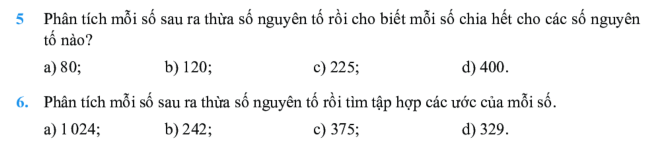 5 Phân tích mỗi số sau ra thừa số nguyên tố rồi cho biết mỗi số chia hết cho các số nguyên
tố nào?
a) 80; b) 120; c) 225; d) 400.
6. Phân tích mỗi số sau ra thừa số nguyên tố rồi tìm tập hợp các ước của mỗi số.
a) 1 024; b) 242; c) 375; d) 329.